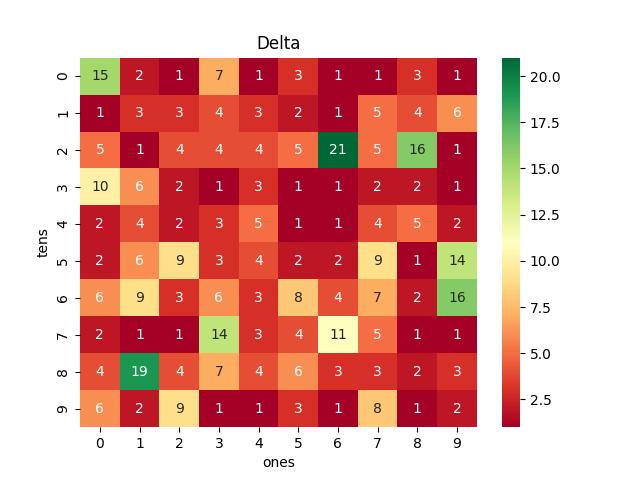 Delta
0 15 2 1 7 1 3 1 1 3 1
1 1 3 3 4 3 2 1 5 4 6
2 5 1 4 4 4 5 21 5 16 1
3 10 6 2 1 3 1 1 2 2 1
4 2 4 2 3 5 1 1 4 5 2
5 2 6 9 3 4 2 2 9 1 14
6 6 9 3 6 3 8 4 7 2 16
7 2 1 1 14 3 4 11 5 1 1
8 4 19 4 7 4 6 3 3 2 3
9 6 2 9 1 1 3 1 8 1 2
0 1 2 3 4 5 6 7 8 9
ones
tens
20.0
17.5
15.0
12.5
10.0
7.5
5.0
2.5